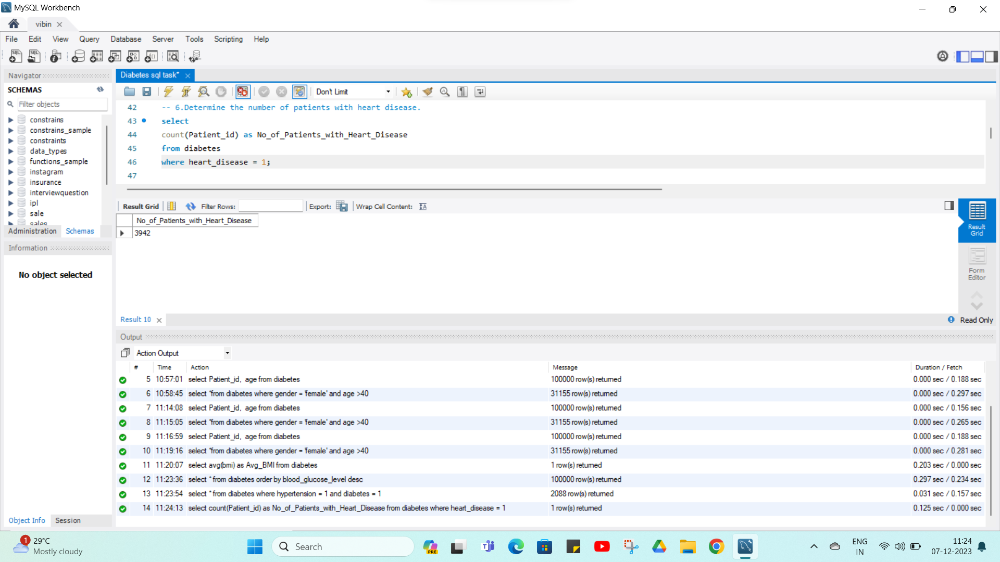 MySQL Workbench
vibin
File Edit View Query Database Server Tools Scripting Help
Navigator
SCHEMAS
Filter objects
constrains
constrains_sample
constraints
data_types
functions_sample
instagram
insurance
interviewquestion
ipl
sale
sales
Administration Schemas
Information
No object selected
Object Info Session
Diabetes sql task*
Don't Limit
42 -- 6.Determine the number of patients with heart disease.
43 select
44 count(Patient_id) as No_of_Patients_with_Heart_Disease
45 from diabetes
46 where heart_disease = 1;
47
Result Grid Filter Rows: Export: Wrap Cell Content:
No_of_Patients_with_Heart_Disease
3942
Result
Grid
Form
Editor
Result 10
Read Only
Output
Action Output
# Time Action Message Duration / Fetch
5 10:57:01 select Patient_id, age from diabetes 100000 row(s) returned 0.000 sec / 0.188 sec
6 10:58:45 select *from diabetes where gender = 'female' and age >40 31155 row(s) returned 0.000 sec / 0.297 sec
7 11:14:08 select Patient_id, age from diabetes 100000 row(s) returned 0.000 sec / 0.156 sec
8 11:15:05 select *from diabetes where gender = 'female' and age >40 31155 row(s) returned 0.000 sec / 0.265 sec
9 11:16:59 select Patient_id, age from diabetes 100000 row(s) returned 0.000 sec / 0.188 sec
10 11:19:16 select *from diabetes where gender = 'female' and age >40 31155 row(s) returned 0.000 sec / 0.281 sec
11 11:20:07 select avg(bmi) as Avg_BMI from diabetes 1 row(s) returned 0.203 sec / 0.000 sec
12 11:23:36 select * from diabetes order by blood_glucose_level desc 100000 row(s) returned 0.297 sec / 0.234 sec
13 11:23:54 select * from diabetes where hypertension = 1 and diabetes = 1 2088 row(s) returned 0.031 sec / 0.157 sec
14 11:24:13 select count(Patient_id) as No_of_Patients_with_Heart_Disease from diabetes where heart_disease = 1 1 row(s) returned 0.125 sec / 0.000 sec
1
29°C
Mostly cloudy
Search
PRE
ENG
IN
11:24
07-12-2023